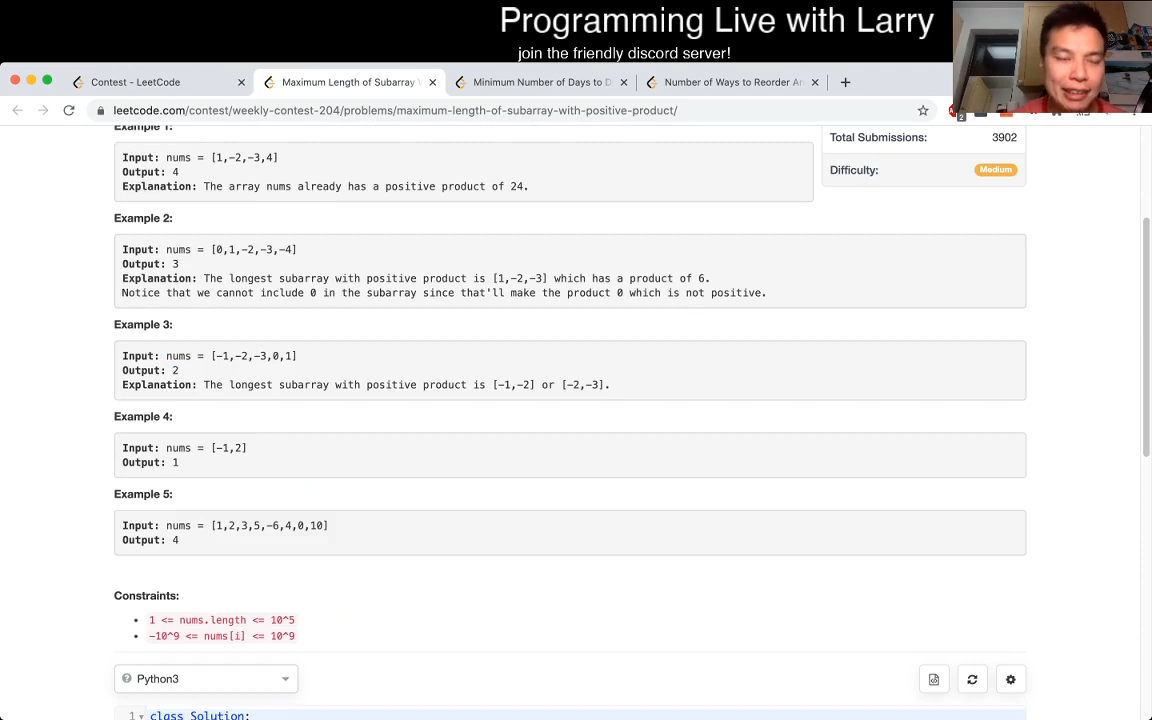 Programming Live with Larry
join the friendly discord server!
Contest - LeetCode
Maximum Length of Subarray
Minimum Number of Days to D
Number of Ways to Reorder Ar
leetcode.com/contest/weekly-contest-204/problems/maximum-length-of-subarray-with-positive-product/
2
Example 1:
Input: nums = [1,-2,-3,4]
Output: 4
Explanation: The array nums already has a positive product of 24.
Total Submissions: 3902
Difficulty: Medium
Example 2:
Input: nums = [0,1,-2,-3,-4]
Output: 3
Explanation: The longest subarray with positive product is [1,-2,-3] which has a product of 6.
Notice that we cannot include 0 in the subarray since that'll make the product 0 which is not positive.
Example 3:
Input: nums = [-1,-2,-3,0,1]
Output: 2
Explanation: The longest subarray with positive product is [-1,-2] or [-2,-3].
Example 4:
Input: nums = [-1,2]
Output: 1
Example 5:
Input: nums = [1,2,3,5,-6,4,0,10]
Output: 4
Constraints:
1 <= nums.length <= 10^5
-10^9 <= nums[i] <= 10^9
Python3
1 class Solution: